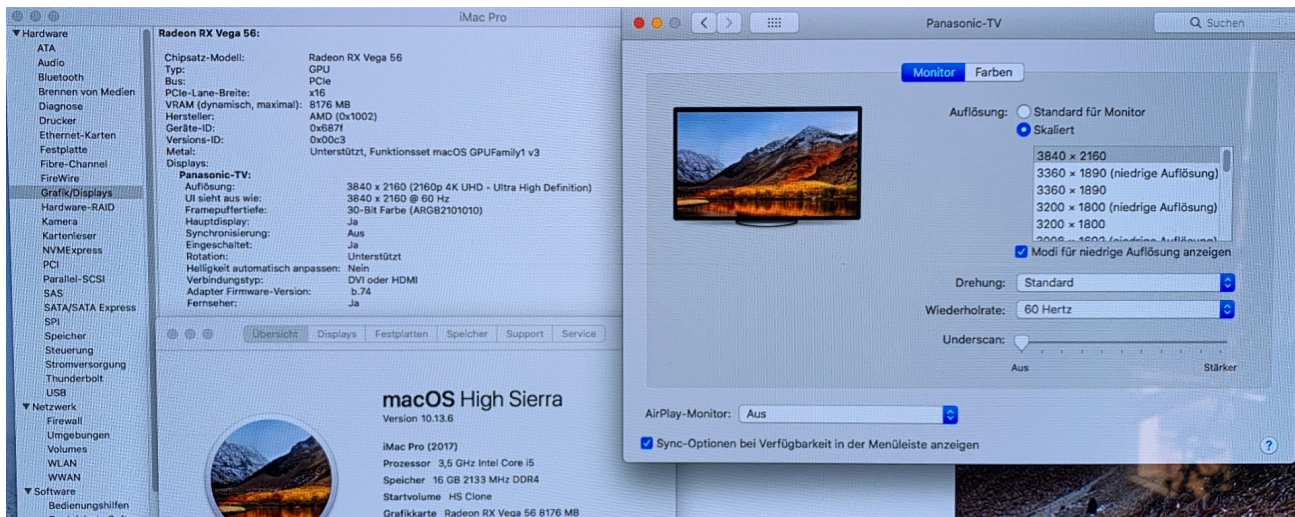 iMac Pro
Hardware
ATA
Audio
Bluetooth
Brennen von Medien
Diagnose
Drucker
Ethernet-Karten
Festplatte
Fibre-Channel
FireWire
Grafik/Displays
Hardware-RAID
Kamera
Kartenleser
NVMExpress
PCI
Parallel-SCSI
SAS
SATA/SATA Express
SPI
Speicher
Steuerung
Stromversorgung
Thunderbolt
USB
Netzwerk
Firewall
Umgebungen
Volumes
WLAN
WWAN
Software
Bedienungshilfen
Radeon RX Vega 56:
Chipsatz-Modell: Radeon RX Vega 56
Typ: GPU
Bus: PCIe
PCIe-Lane-Breite: x16
VRAM (dynamisch, maximal): 8176 MB
Hersteller: AMD (0x1002)
Geräte-ID: 0x687f
Versions-ID: 0x00c3
Metal: Unterstützt, Funktionsset macOS GPUFamily1 v3
Displays:
Panasonic-TV:
Auflösung: 3840 x 2160 (2160p 4K UHD - Ultra High Definition)
UI sieht aus wie: 3840 x 2160 @ 60 Hz
Framepuffertiefe: 30-Bit Farbe (ARGB2101010)
Hauptdisplay: Ja
Synchronisierung: Aus
Eingeschaltet: Ja
Rotation: Unterstützt
Helligkeit automatisch anpassen: Nein
Verbindungstyp: DVI oder HDMI
Adapter Firmware-Version: b.74
Fernseher: Ja
Übersicht Displays Festplatten Speicher Support Service
macOS High Sierra
Version 10.13.6
iMac Pro (2017)
Prozessor 3,5 GHz Intel Core i5
Speicher 16 GB 2133 MHz DDR4
Startvolume HS Clone
Grafikkarte Radeon RX Vega 56 8176 MB
Panasonic-TV
Suchen
Monitor Farben
Auflösung: Standard für Monitor
Skaliert
3840 × 2160
3360 × 1890 (niedrige Auflösung)
3360 × 1890
3200 × 1800 (niedrige Auflösung)
3200 × 1800
Modi für niedrige Auflösung anzeigen
Drehung: Standard
Wiederholrate: 60 Hertz
Underscan:
Aus Stärker
AirPlay-Monitor: Aus
Sync-Optionen bei Verfügbarkeit in der Menüleiste anzeigen
?